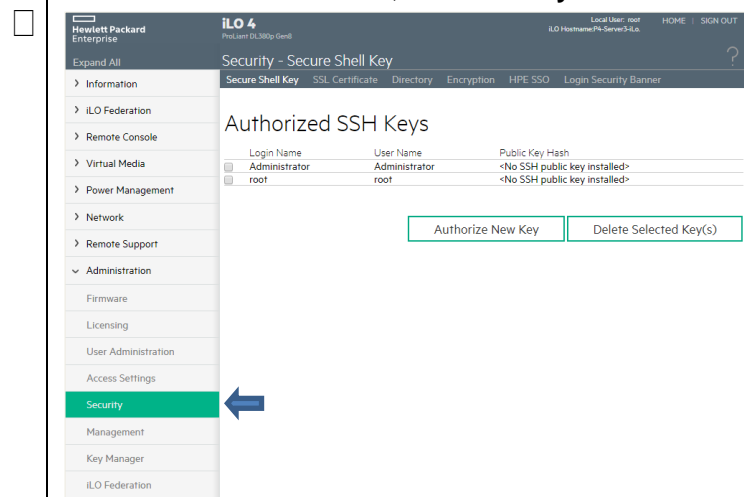 Hewlett Packard
Enterprise
iLO 4
ProLiant DL380p Gen8
Local User: root
iLO Hostname:P4-Server3-iLo.
HOME | SIGN OUT
Expand All
Security - Secure Shell Key
?
Secure Shell Key SSL Certificate Directory Encryption HPE SSO Login Security Banner
Information
iLO Federation
Remote Console
Virtual Media
Power Management
Network
Remote Support
Administration
Firmware
Licensing
User Administration
Access Settings
Security
Management
Key Manager
iLO Federation
Authorized SSH Keys
Login Name User Name Public Key Hash
Administrator Administrator <No SSH public key installed>
root root <No SSH public key installed>
Authorize New Key Delete Selected Key(s)